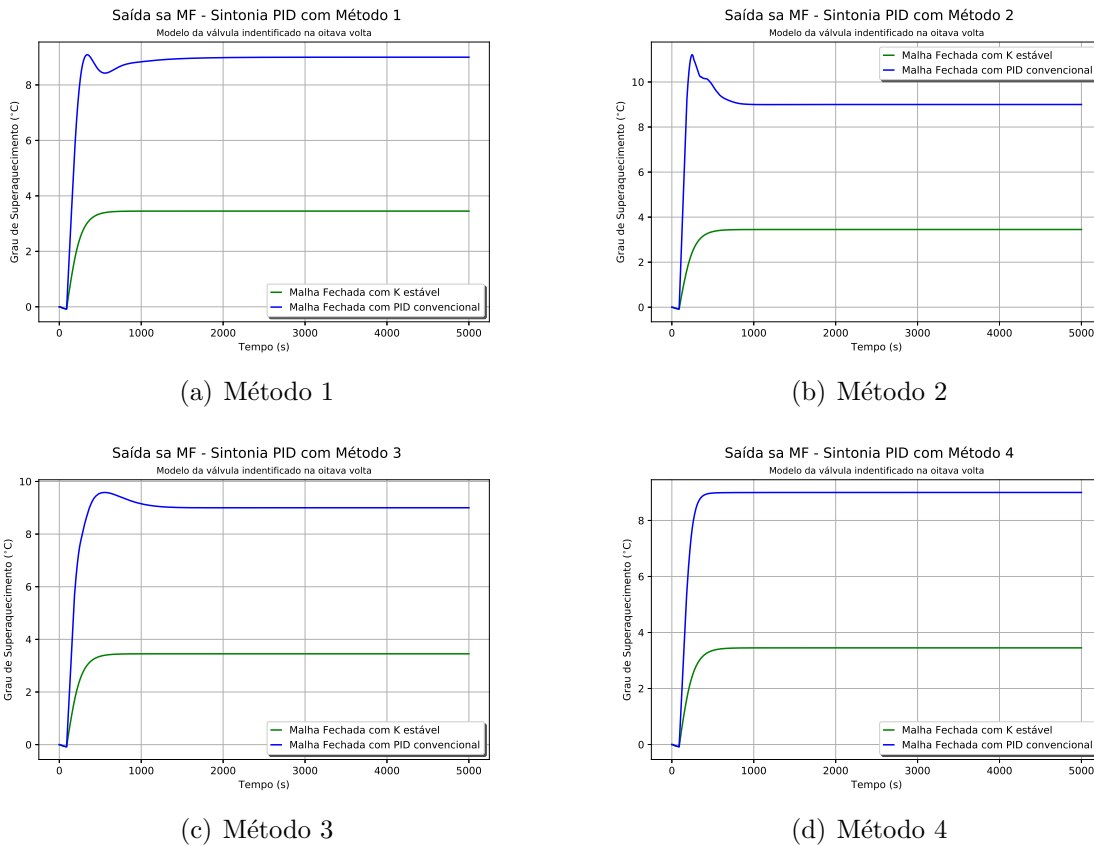 Saída sa MF - Sintonia PID com Método 1
Modelo da válvula indentificado na oitava volta
Grau de Superaquecimento (°C)
8
6
4
2
0
Malha Fechada com K estável
Malha Fechada com PID convencional
0 1000 2000 3000 4000 5000
Tempo (s)
(a) Método 1
Saída sa MF - Sintonia PID com Método 2
Modelo da válvula indentificado na oitava volta
Grau de Superaquecimento (°C)
Malha Fechada com K estável
Malha Fechada com PID convencional
10
8
6
4
2
0
0 1000 2000 3000 4000 5000
Tempo (s)
(b) Método 2
Saída sa MF - Sintonia PID com Método 3
Modelo da válvula indentificado na oitava volta
Grau de Superaquecimento (°C)
10
8
6
4
2
0
Malha Fechada com K estável
Malha Fechada com PID convencional
0 1000 2000 3000 4000 5000
Tempo (s)
(c) Método 3
Saída sa MF - Sintonia PID com Método 4
Modelo da válvula indentificado na oitava volta
Grau de Superaquecimento (°C)
8
6
4
2
0
Malha Fechada com K estável
Malha Fechada com PID convencional
0 1000 2000 3000 4000 5000
Tempo (s)
(d) Método 4